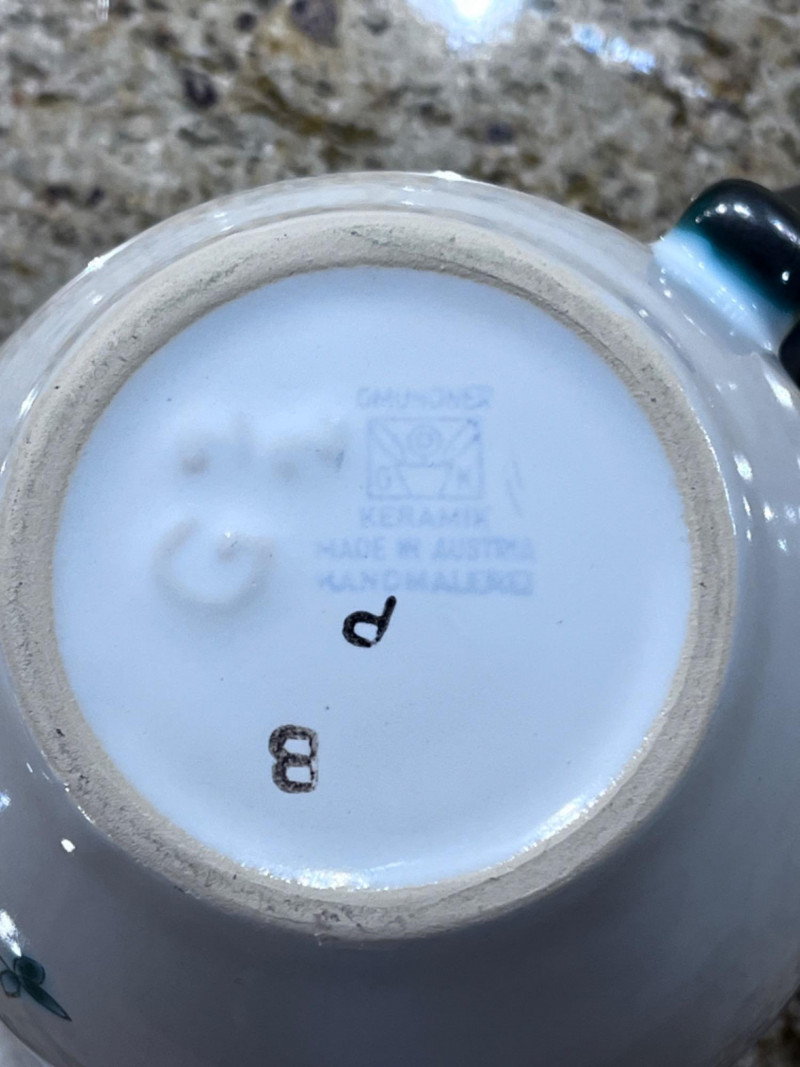 GMUNDNER
G K
KERAMIK
MADE IN AUSTRIA
HANDMALEREI
d
8
G